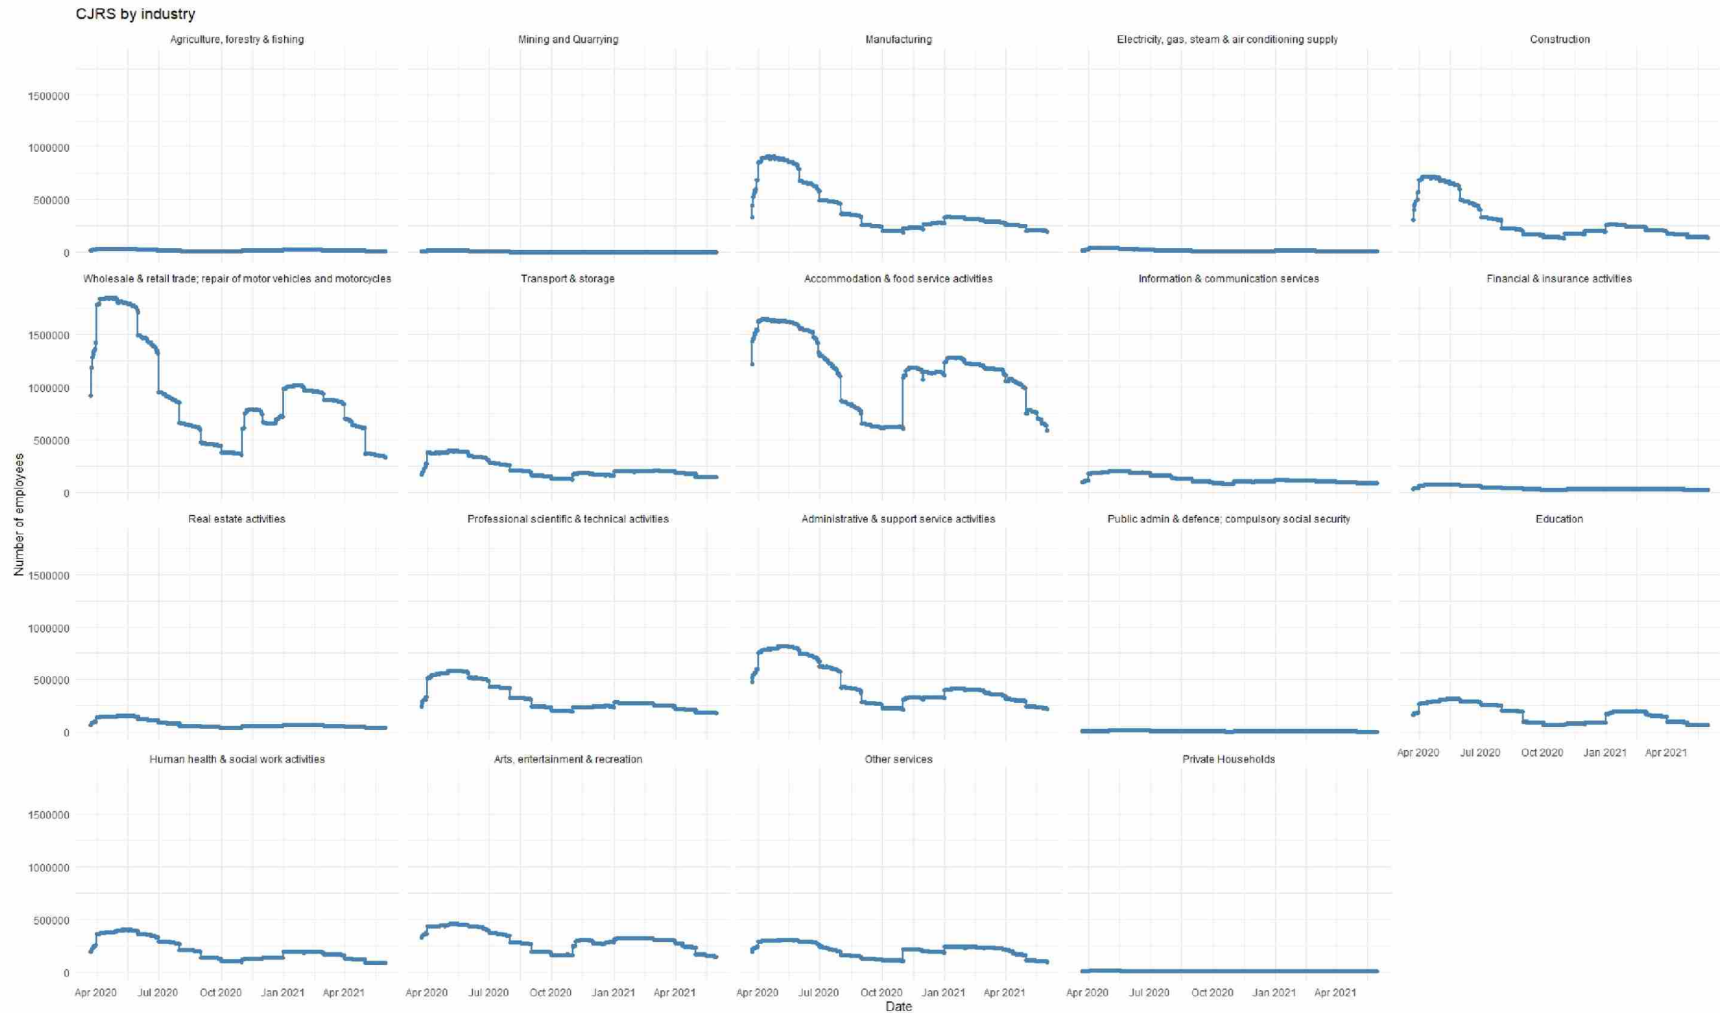 CJRS by industry
Agriculture, forestry & fishing
Mining and Quarrying
Manufacturing
Electricity, gas, steam & air conditioning supply
Construction
1500000
1000000
500000
0
Wholesale & retail trade; repair of motor vehicles and motorcycles
Transport & storage
Accommodation & food service activities
Information & communication services
Financial & insurance activities
1500000
1000000
500000
0
Number of employees
Real estate activities
Professional scientific & technical activities
Administrative & support service activities
Public admin & defence; compulsory social security
Education
1500000
1000000
500000
0
Apr 2020 Jul 2020 Oct 2020 Jan 2021 Apr 2021
Human health & social work activities
Arts, entertainment & recreation
Other services
Private Households
1500000
1000000
500000
0
Apr 2020 Jul 2020 Oct 2020 Jan 2021 Apr 2021
Apr 2020 Jul 2020 Oct 2020 Jan 2021 Apr 2021
Apr 2020 Jul 2020 Oct 2020 Jan 2021 Apr 2021
Apr 2020 Jul 2020 Oct 2020 Jan 2021 Apr 2021
Date